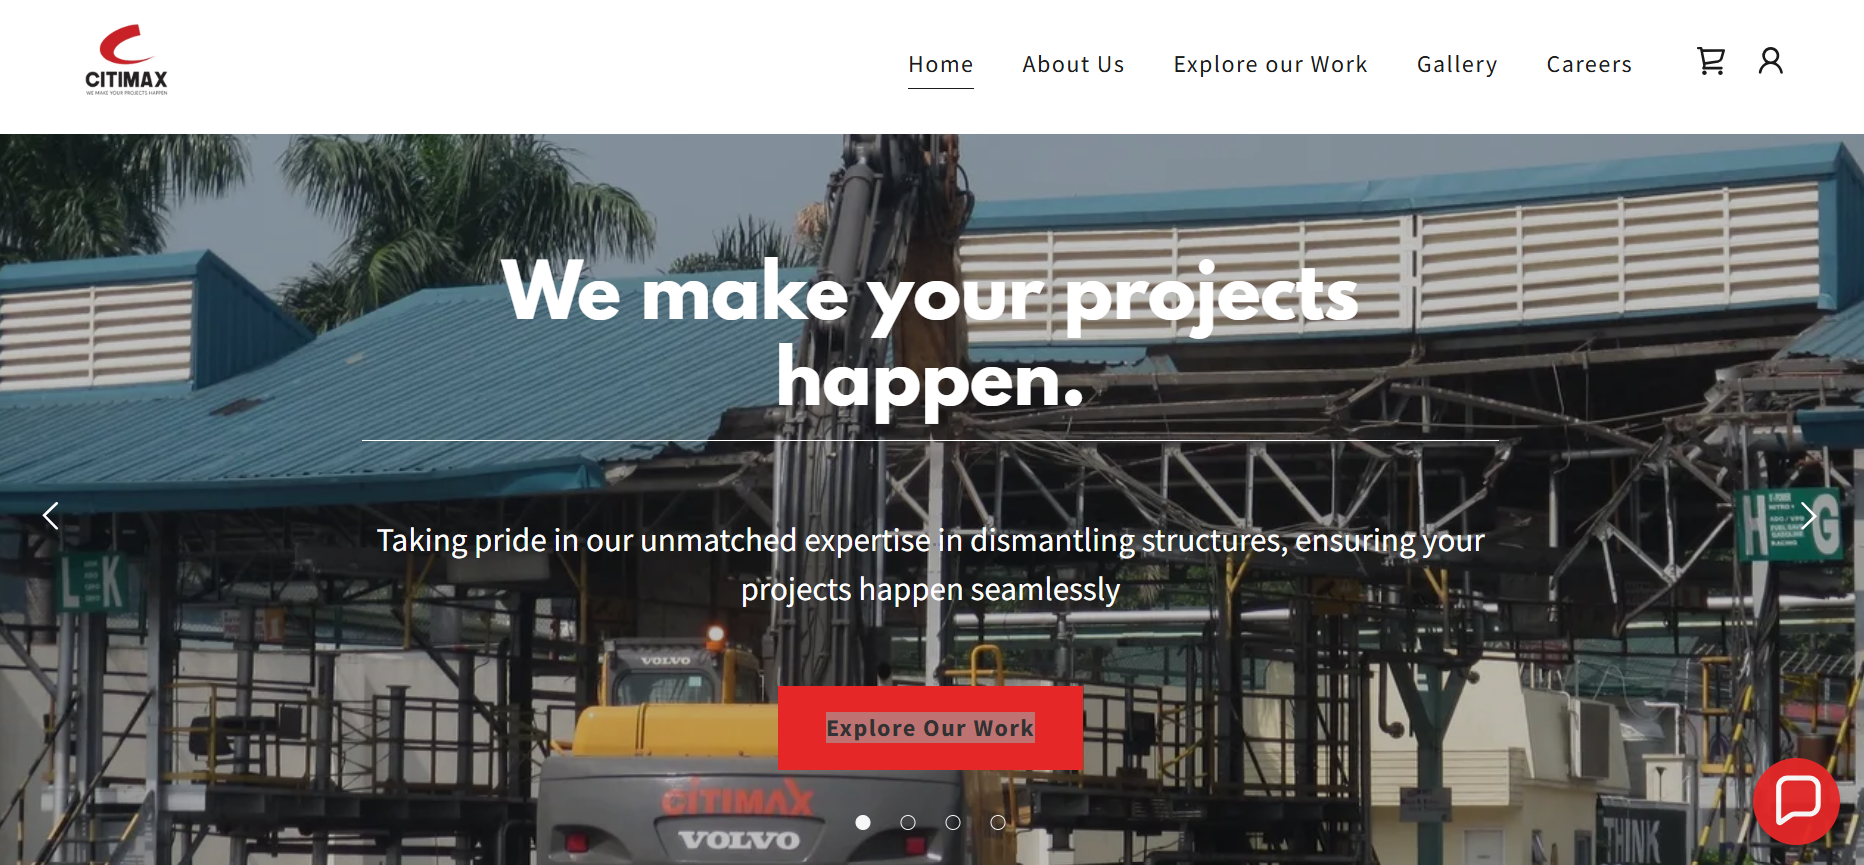 CITIMAX
WE MAKE YOUR PROJECTS HAPPEN
Home
About Us
Explore our Work
Gallery
Careers
We make your projects
happen.
Taking pride in our unmatched expertise in dismantling structures, ensuring your
projects happen seamlessly
L K
H G
VOLVO
Explore Our Work
CITIMAX
VOLVO
THINK